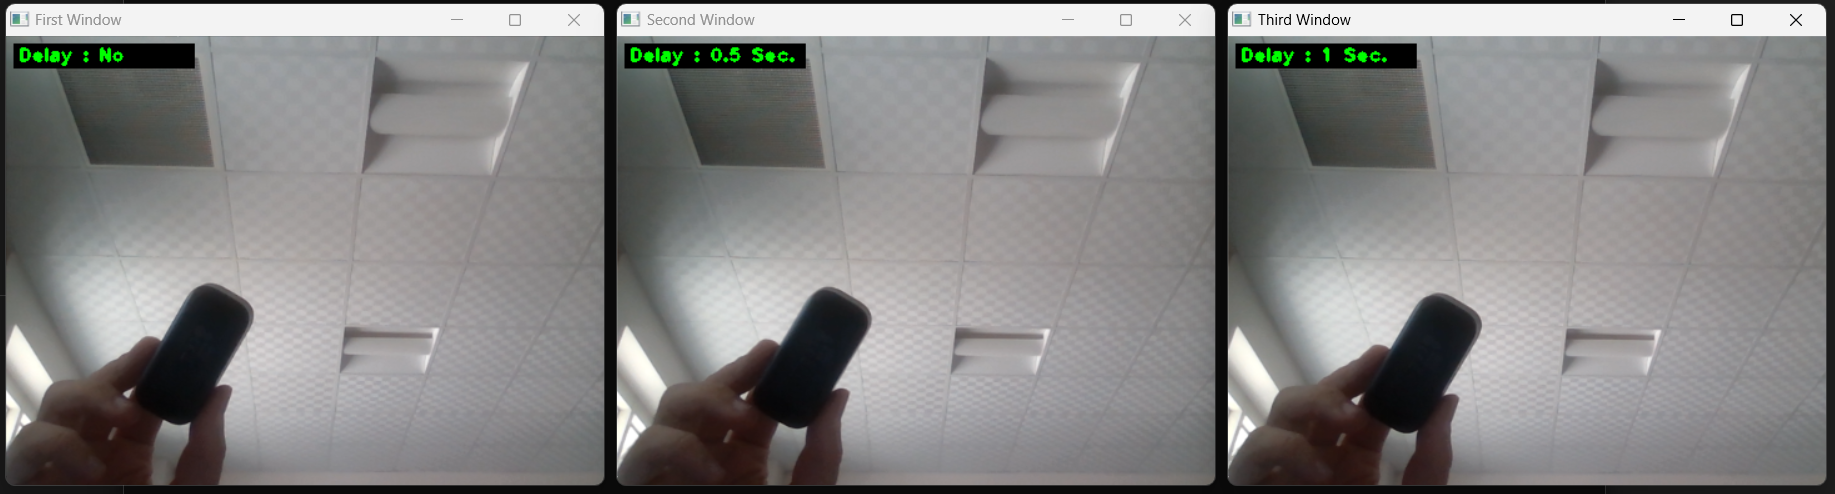 First Window
Delay : No
Second Window
Delay : 0.5 Sec.
Third Window
Delay : 1 Sec.